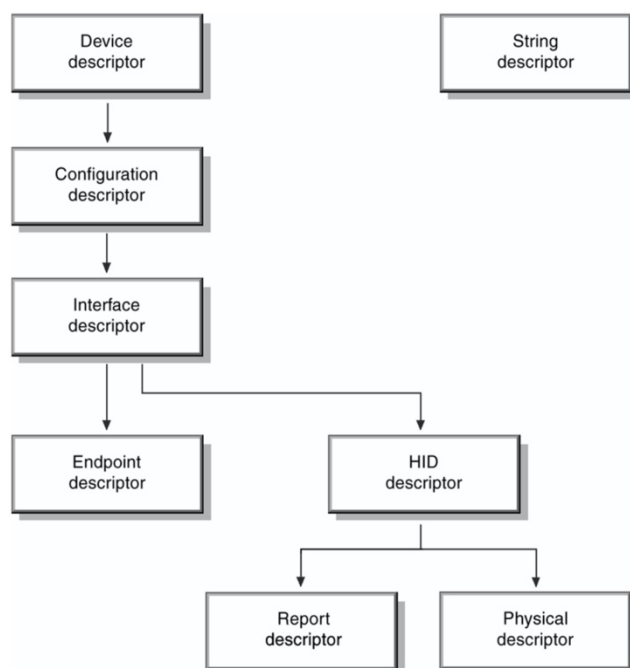 Device
descriptor
String
descriptor
Configuration
descriptor
Interface
descriptor
Endpoint
descriptor
HID
descriptor
Report
descriptor
Physical
descriptor